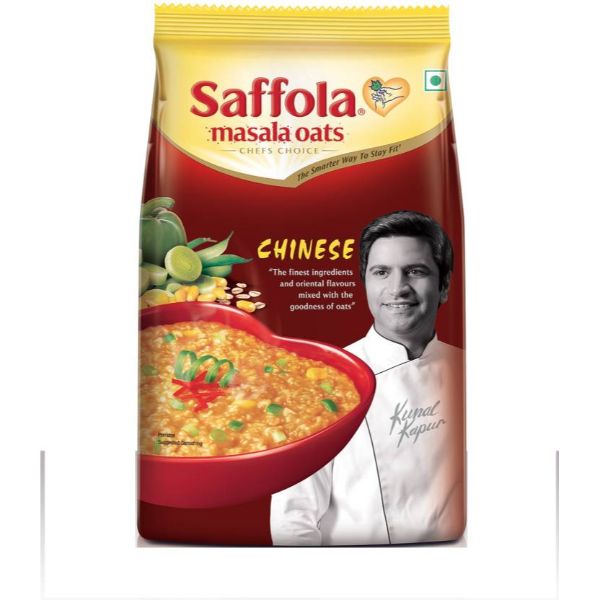 Saffola®
masala oats
CHEFS CHOICE
The Smarter Way To Stay Fit!
CHINESE
"The finest ingredients
and oriental flavours
mixed with the
goodness of oats"
Kunal
Kapur